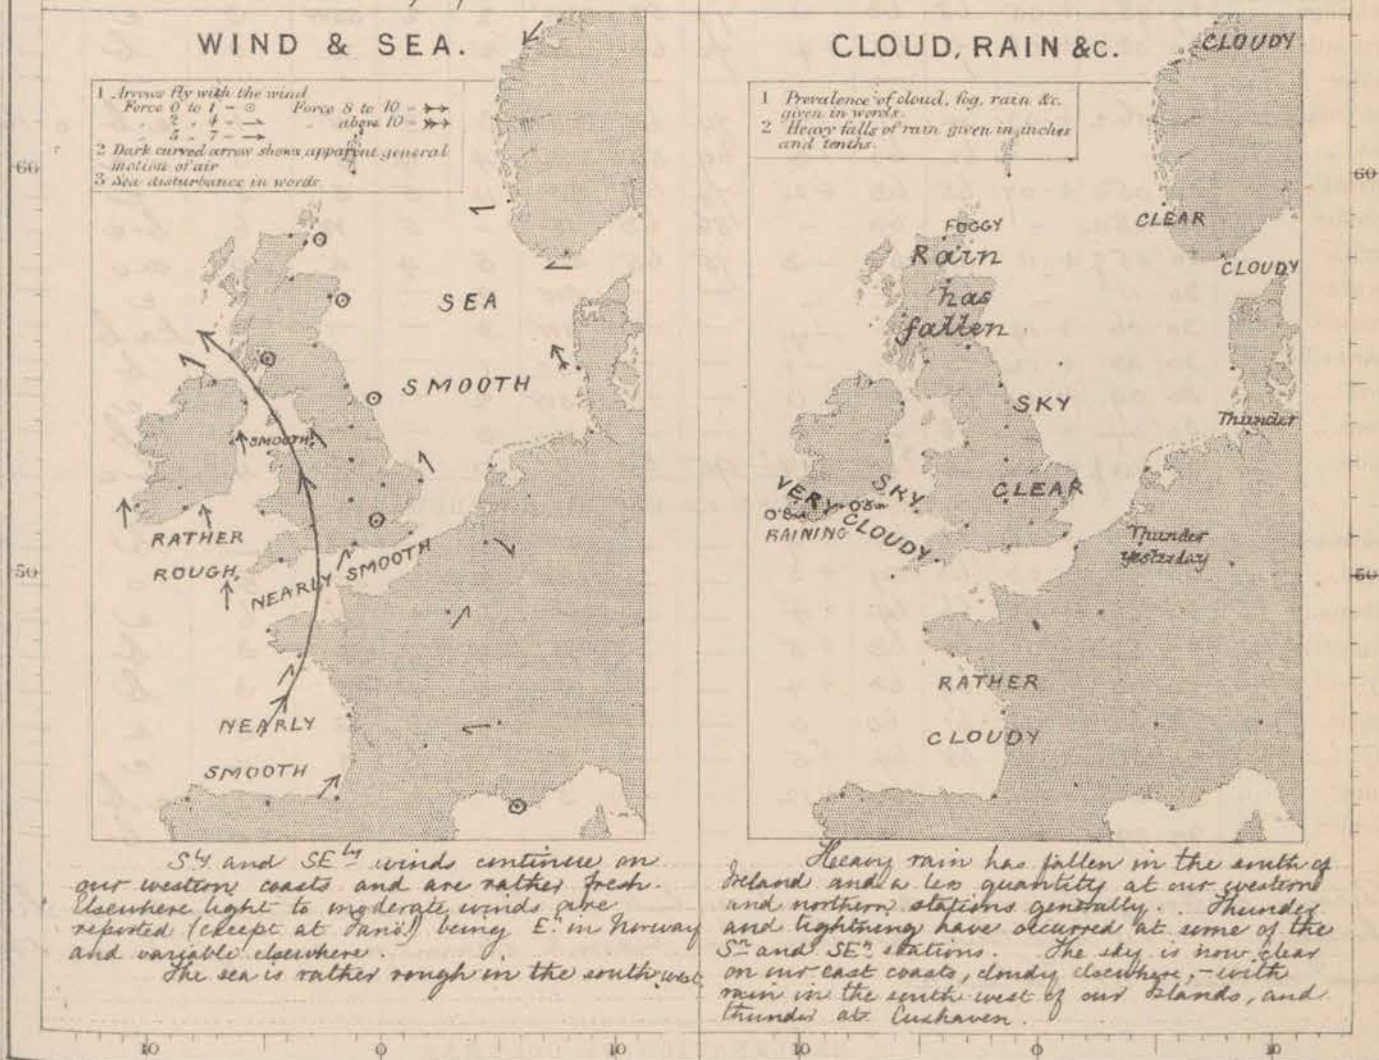 WIND & SEA.
1 Arrows fly with the wind
Force 0 to 1 - ⊙ Force 8 to 10 -
" 2 " 4 - " above 10 -
" 5 " 7 -
2 Dark curved arrow shows apparent general
motion of air
3 Sea disturbance in words
60
SEA
SMOOTH
SMOOTH
RATHER
ROUGH
NEARLY SMOOTH
50
NEARLY
SMOOTH
Sly and SEly winds continue on
our western coasts and are rather fresh.
Elsewhere light to moderate winds are
reported (except at Fanö) being En in Norway
and variable elsewhere.
The sea is rather rough in the south west.
10 0 10
CLOUD, RAIN &c.
1 Prevalence of cloud, fog, rain &c.
given in words.
2 Heavy falls of rain given in inches
and tenths.
CLOUDY
60
CLEAR
FOGGY
Rain
has
fallen
CLOUDY
SKY
Thunder
CLEAR
VERY
SKY
CLOUDY
0.8in
0.8in
RAINING
Thunder
yesterday
50
RATHER
CLOUDY
Heavy rain has fallen in the south of
Ireland and a less quantity at our western
and northern stations generally. Thunder
and lightning have occurred at some of the
Sn and SEn stations. The sky is now clear
on our east coasts, cloudy elsewhere, - with
rain in the south west of our Islands, and
thunder at Cuxhaven.
10 0 10